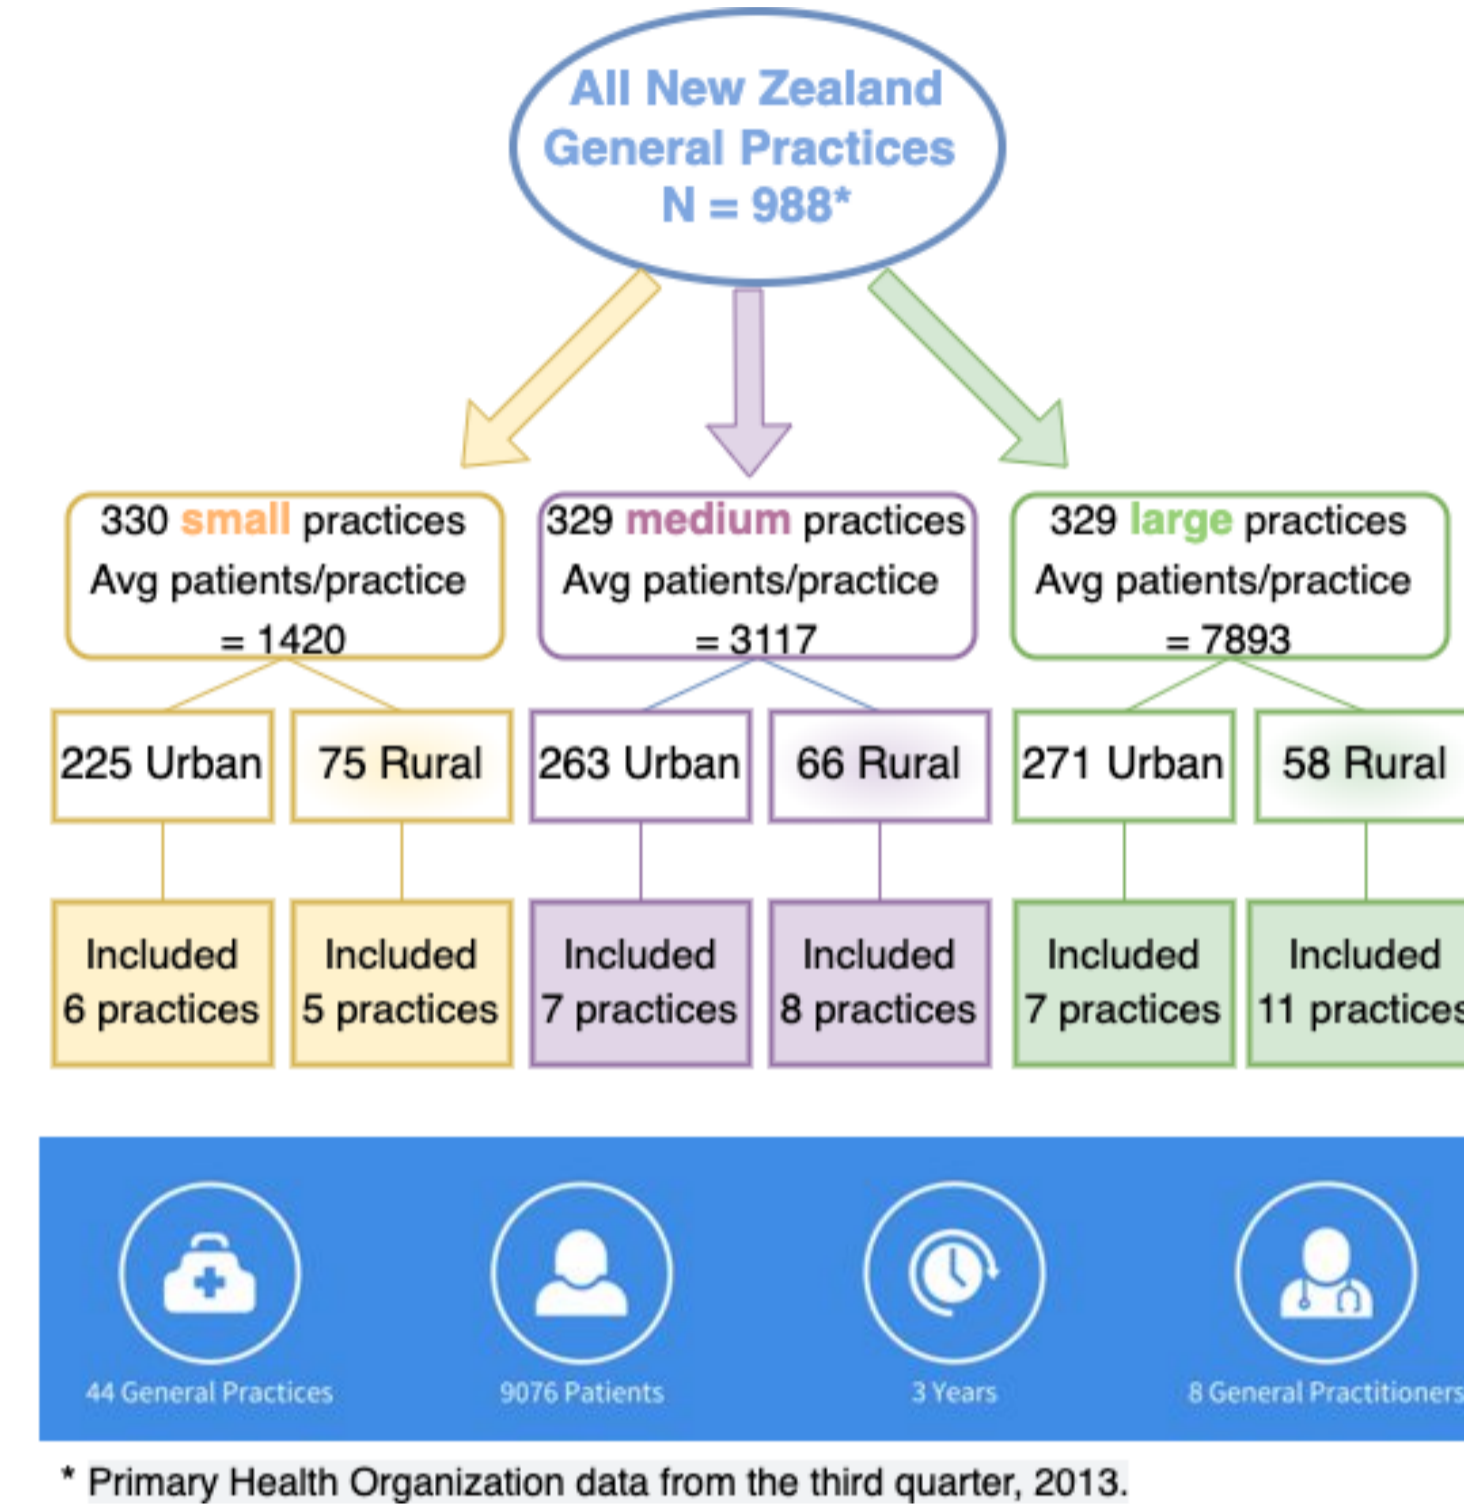 All New Zealand
General Practices
N = 988*
330 small practices
Avg patients/practice
= 1420
329 medium practices
Avg patients/practice
= 3117
329 large practices
Avg patients/practice
= 7893
225 Urban
75 Rural
263 Urban
66 Rural
271 Urban
58 Rural
Included
6 practices
Included
5 practices
Included
7 practices
Included
8 practices
Included
7 practices
Included
11 practices
44 General Practices
9076 Patients
3 Years
8 General Practitioners
* Primary Health Organization data from the third quarter, 2013.